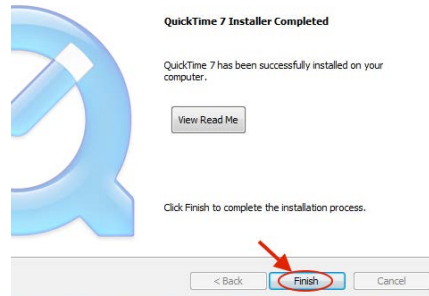 QuickTime 7 Installer Completed
QuickTime 7 has been successfully installed on your
computer.
View Read Me
Click Finish to complete the installation process.
< Back
Finish
Cancel